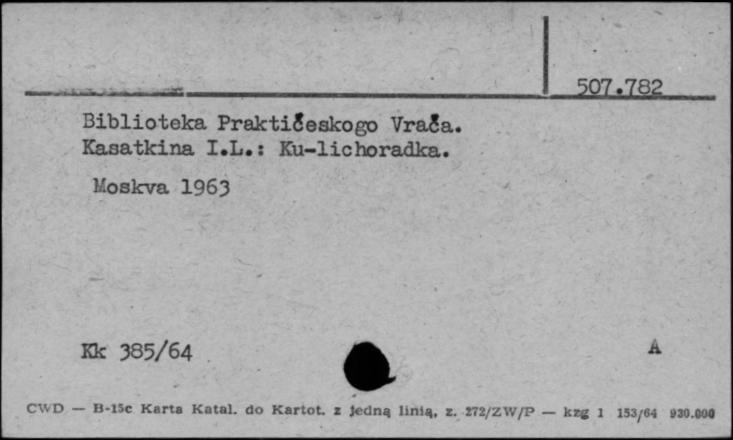 507.782
Biblioteka Praktičeskogo Vrača.
Kasatkina I.L.: Ku-lichoradka.
Moskva 1963
Kk 385/64
A
CWD — B-15c Karta Katal. do Kartot. z jedną linią, z. 272/ZW/P — kzg 1 153/64 930.000